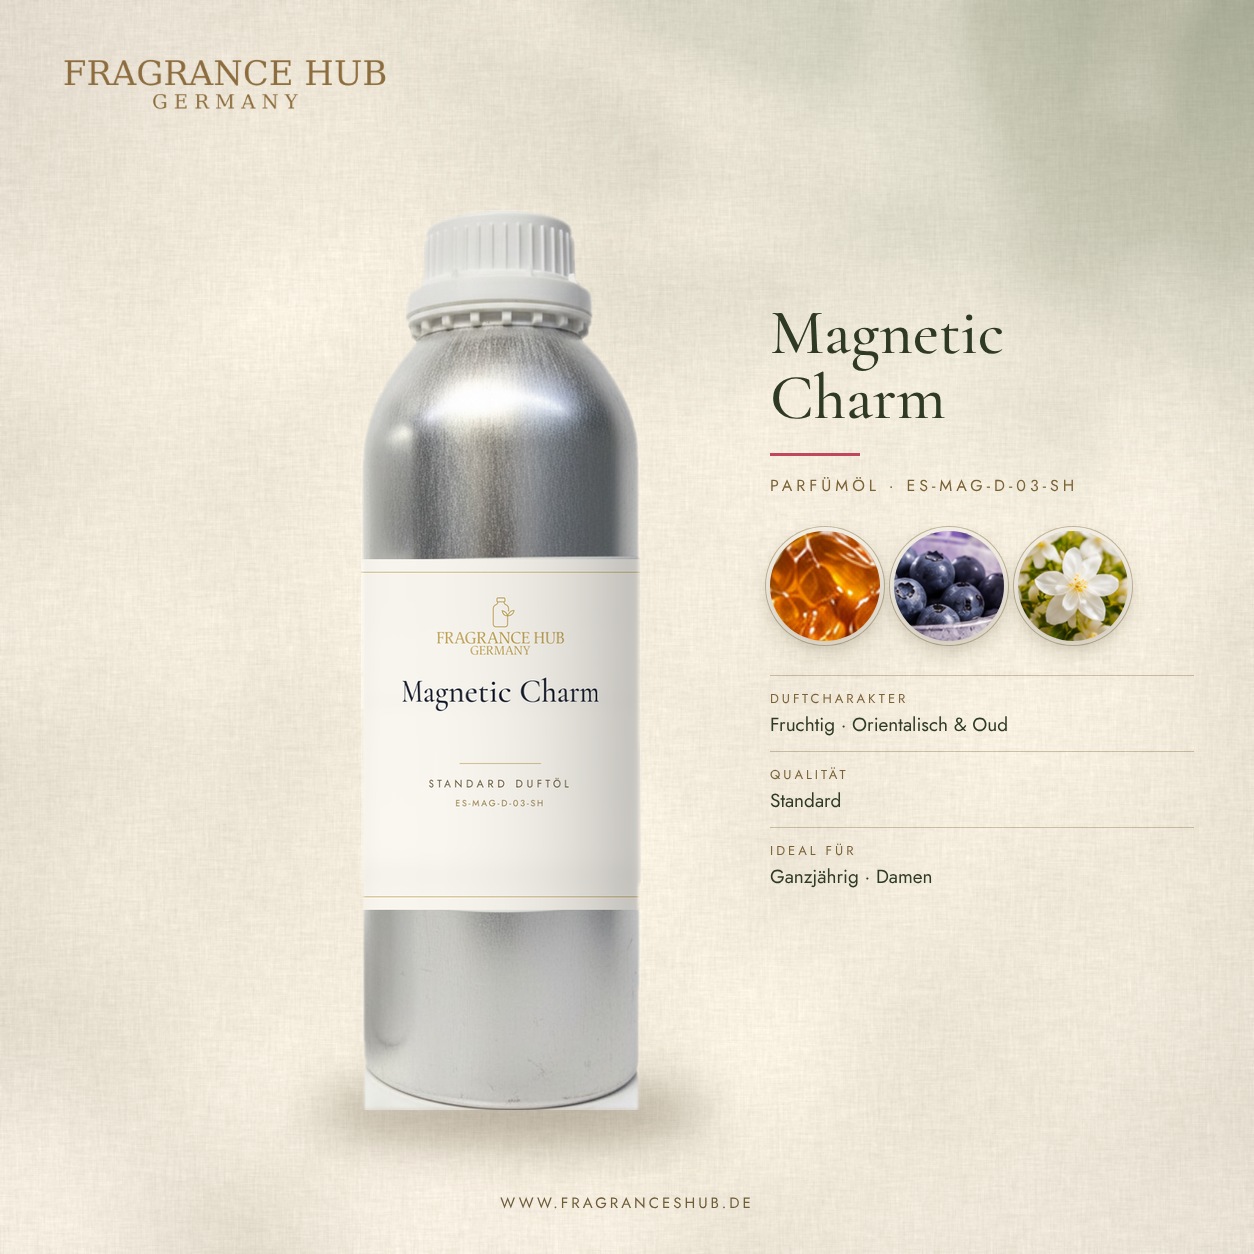 FRAGRANCE HUB
GERMANY
Magnetic
Charm
PARFÜMÖL · ES-MAG-D-03-SH
DUFTCHARAKTER
Fruchtig · Orientalisch & Oud
QUALITÄT
Standard
IDEAL FÜR
Ganzjährig · Damen
FRAGRANCE HUB
GERMANY
Magnetic Charm
STANDARD DUFTÖL
ES-MAG-D-03-SH
WWW.FRAGRANCESHUB.DE